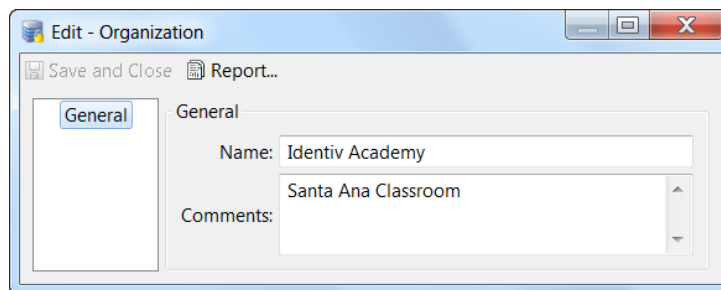 Edit - Organization
Save and Close Report...
General
General
Name: Identiv Academy
Santa Ana Classroom
Comments: